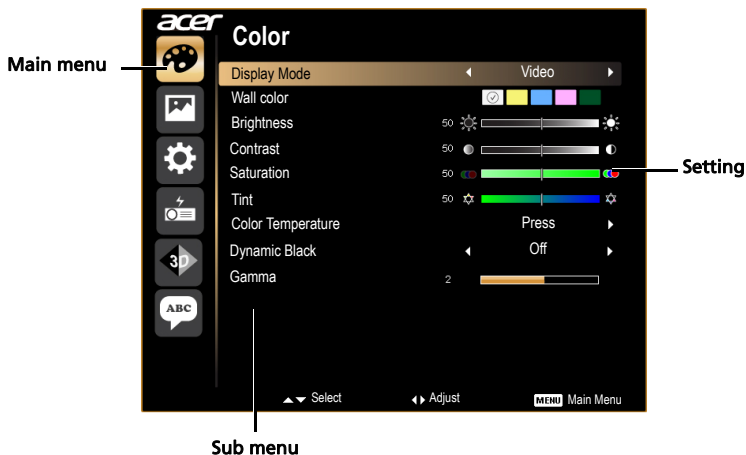 acer
Color
Main menu
Display Mode Video
Wall color
Brightness 50
Contrast 50
Saturation 50
Setting
Tint 50
Color Temperature Press
3D
Dynamic Black Off
Gamma 2
ABC
Select Adjust MENU Main Menu
Sub menu